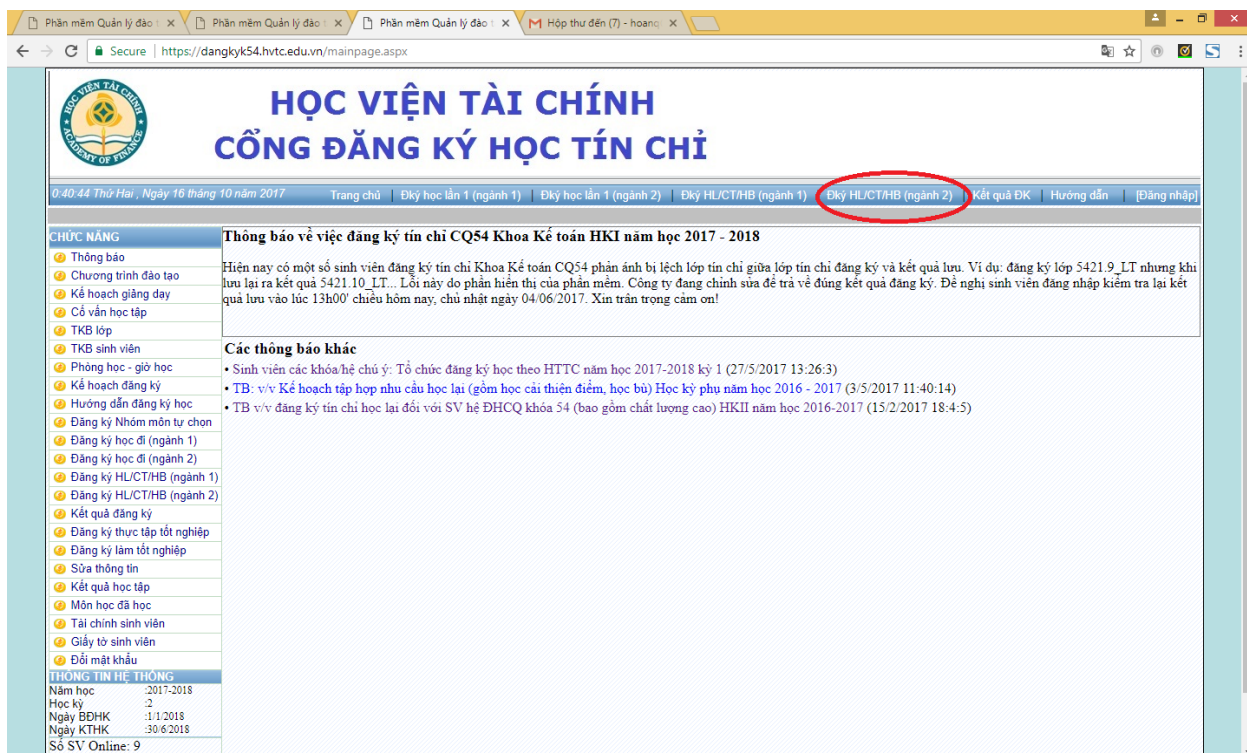 Phần mềm Quản lý đào t
Phần mềm Quản lý đào t
Phần mềm Quản lý đào t
Hộp thư đến (7) - hoang
Secure | https://dangkyk54.hvtc.edu.vn/mainpage.aspx
HỌC VIỆN TÀI CHÍNH
ACADEMY OF FINANCE
HỌC VIỆN TÀI CHÍNH
CỔNG ĐĂNG KÝ HỌC TÍN CHỈ
0:40:44 Thứ Hai , Ngày 16 tháng 10 năm 2017
Trang chủ | Đký học lần 1 (ngành 1) | Đký học lần 1 (ngành 2) | Đký HL/CT/HB (ngành 1) | Đký HL/CT/HB (ngành 2) | Kết quả ĐK | Hướng dẫn | [Đăng nhập]
CHỨC NĂNG
Thông báo
Chương trình đào tạo
Kế hoạch giảng dạy
Cố vấn học tập
TKB lớp
TKB sinh viên
Phòng học - giờ học
Kế hoạch đăng ký
Hướng dẫn đăng ký học
Đăng ký Nhóm môn tự chọn
Đăng ký học đi (ngành 1)
Đăng ký học đi (ngành 2)
Đăng ký HL/CT/HB (ngành 1)
Đăng ký HL/CT/HB (ngành 2)
Kết quả đăng ký
Đăng ký thực tập tốt nghiệp
Đăng ký làm tốt nghiệp
Sửa thông tin
Kết quả học tập
Môn học đã học
Tài chính sinh viên
Giấy tờ sinh viên
Đổi mật khẩu
THÔNG TIN HỆ THỐNG
Năm học :2017-2018
Học kỳ :2
Ngày BĐHK :1/1/2018
Ngày KTHK :30/6/2018
Số SV Online: 9
Thông báo về việc đăng ký tín chỉ CQ54 Khoa Kế toán HKI năm học 2017 - 2018
Hiện nay có một số sinh viên đăng ký tín chỉ Khoa Kế toán CQ54 phản ánh bị lệch lớp tín chỉ giữa lớp tín chỉ đăng ký và kết quả lưu. Ví dụ: đăng ký lớp 5421.9_LT nhưng khi
lưu lại ra kết quả 5421.10_LT... Lỗi này do phần hiển thị của phần mềm. Công ty đang chỉnh sửa để trả về đúng kết quả đăng ký. Đề nghị sinh viên đăng nhập kiểm tra lại kết
quả lưu vào lúc 13h00' chiều hôm nay, chủ nhật ngày 04/06/2017. Xin trân trọng cảm ơn!
Các thông báo khác
• Sinh viên các khóa/hệ chú ý: Tổ chức đăng ký học theo HTTC năm học 2017-2018 kỳ 1 (27/5/2017 13:26:3)
• TB: v/v Kế hoạch tập hợp nhu cầu học lại (gồm học cải thiện điểm, học bù) Học kỳ phụ năm học 2016 - 2017 (3/5/2017 11:40:14)
• TB v/v đăng ký tín chỉ học lại đối với SV hệ ĐHCQ khóa 54 (bao gồm chất lượng cao) HKII năm học 2016-2017 (15/2/2017 18:4:5)